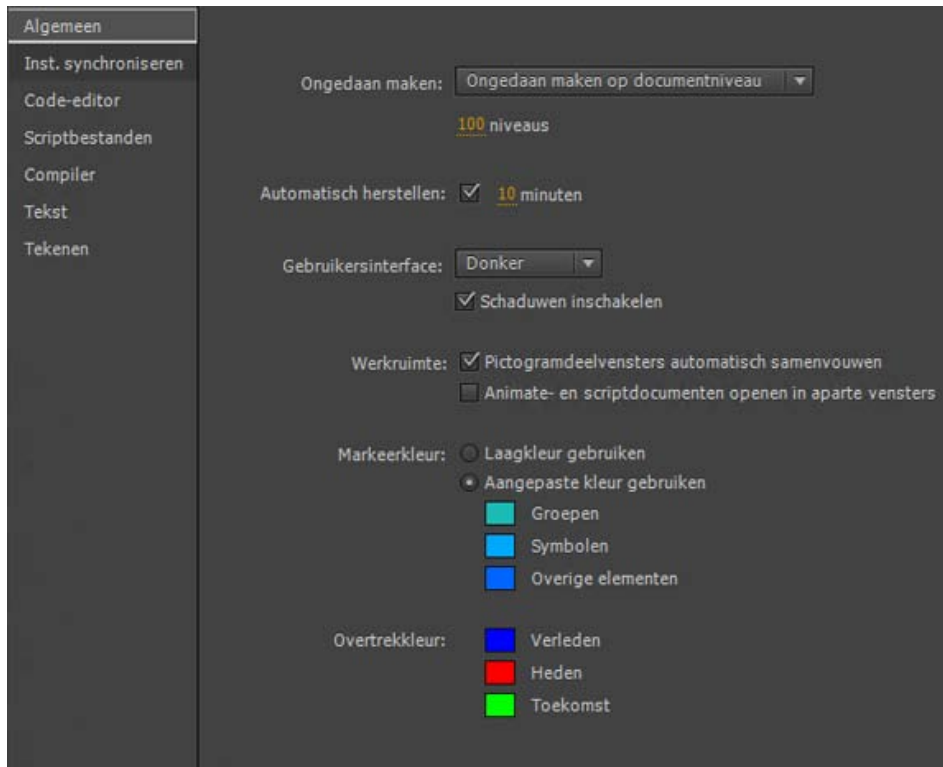 Algemeen
Inst. synchroniseren
Code-editor
Scriptbestanden
Compiler
Tekst
Tekenen
Ongedaan maken: Ongedaan maken op documentniveau
100 niveaus
Automatisch herstellen: 10 minuten
Gebruikersinterface: Donker
Schaduwen inschakelen
Werkruimte: Pictogramdeelvensters automatisch samenvouwen
Animate- en scriptdocumenten openen in aparte vensters
Markeerkleur: Laagkleur gebruiken
Aangepaste kleur gebruiken
Groepen
Symbolen
Overige elementen
Overtrekkleur: Verleden
Heden
Toekomst